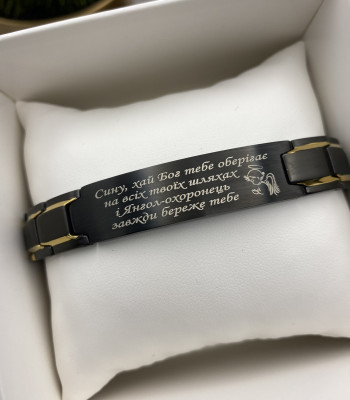 Сину, хай Бог тебе оберігає
на всіх твоїх шляхах
і Янгол-охоронець
завжди береже тебе